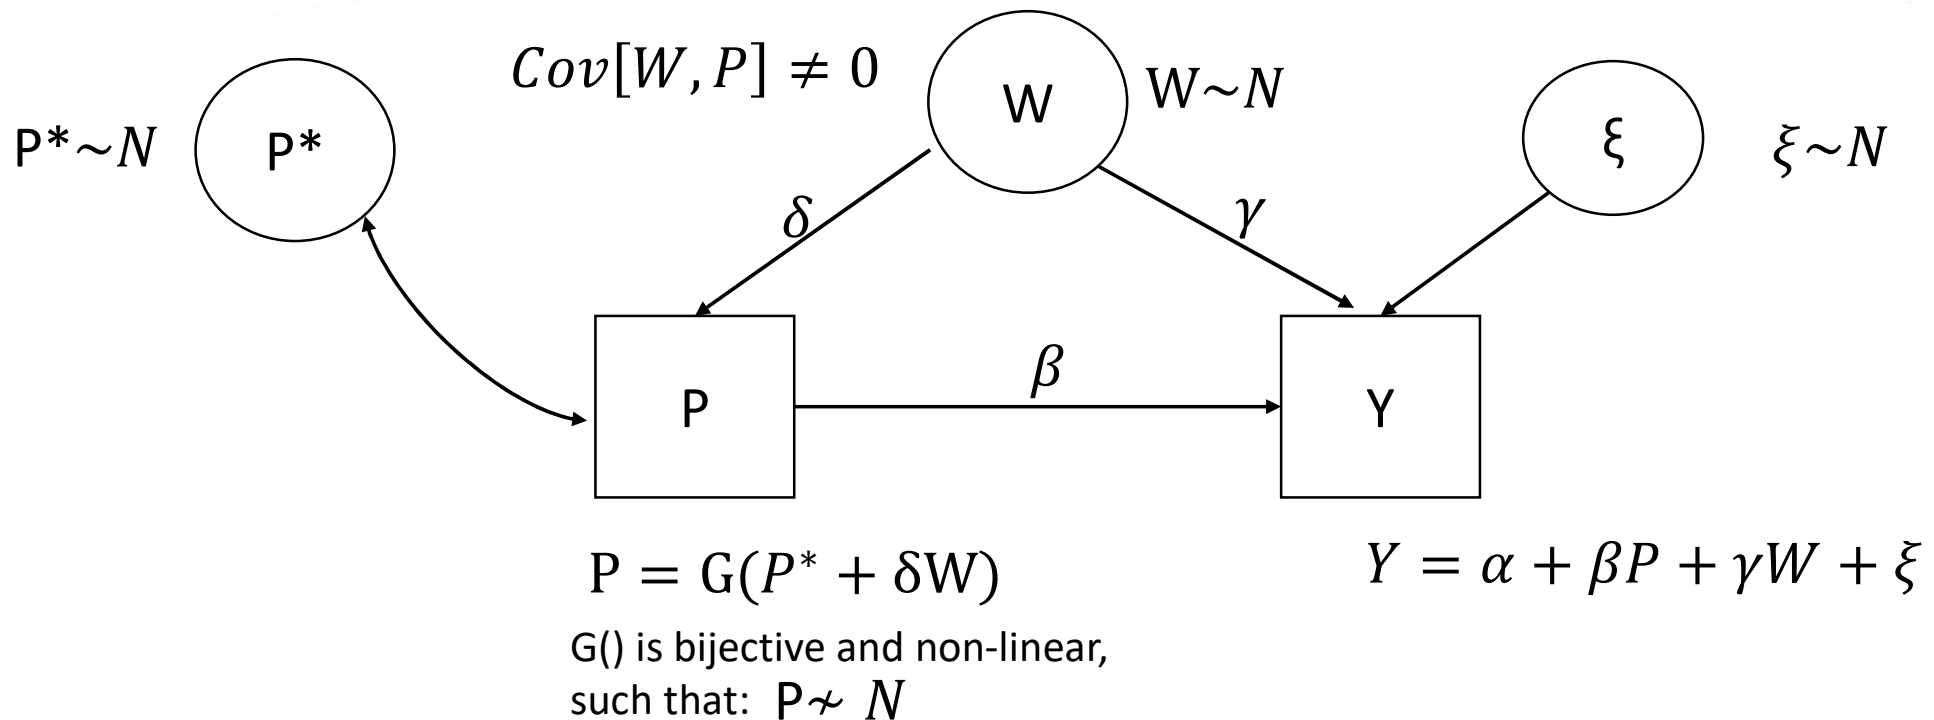 Cov[W, P] ≠ 0
W
W~N
ξ
ξ~N
P*~N
P*
δ
γ
β
P
Y
P = G(P* + δW)
Y = α + βP + γW + ξ
G() is bijective and non-linear,
such that: P≁ N